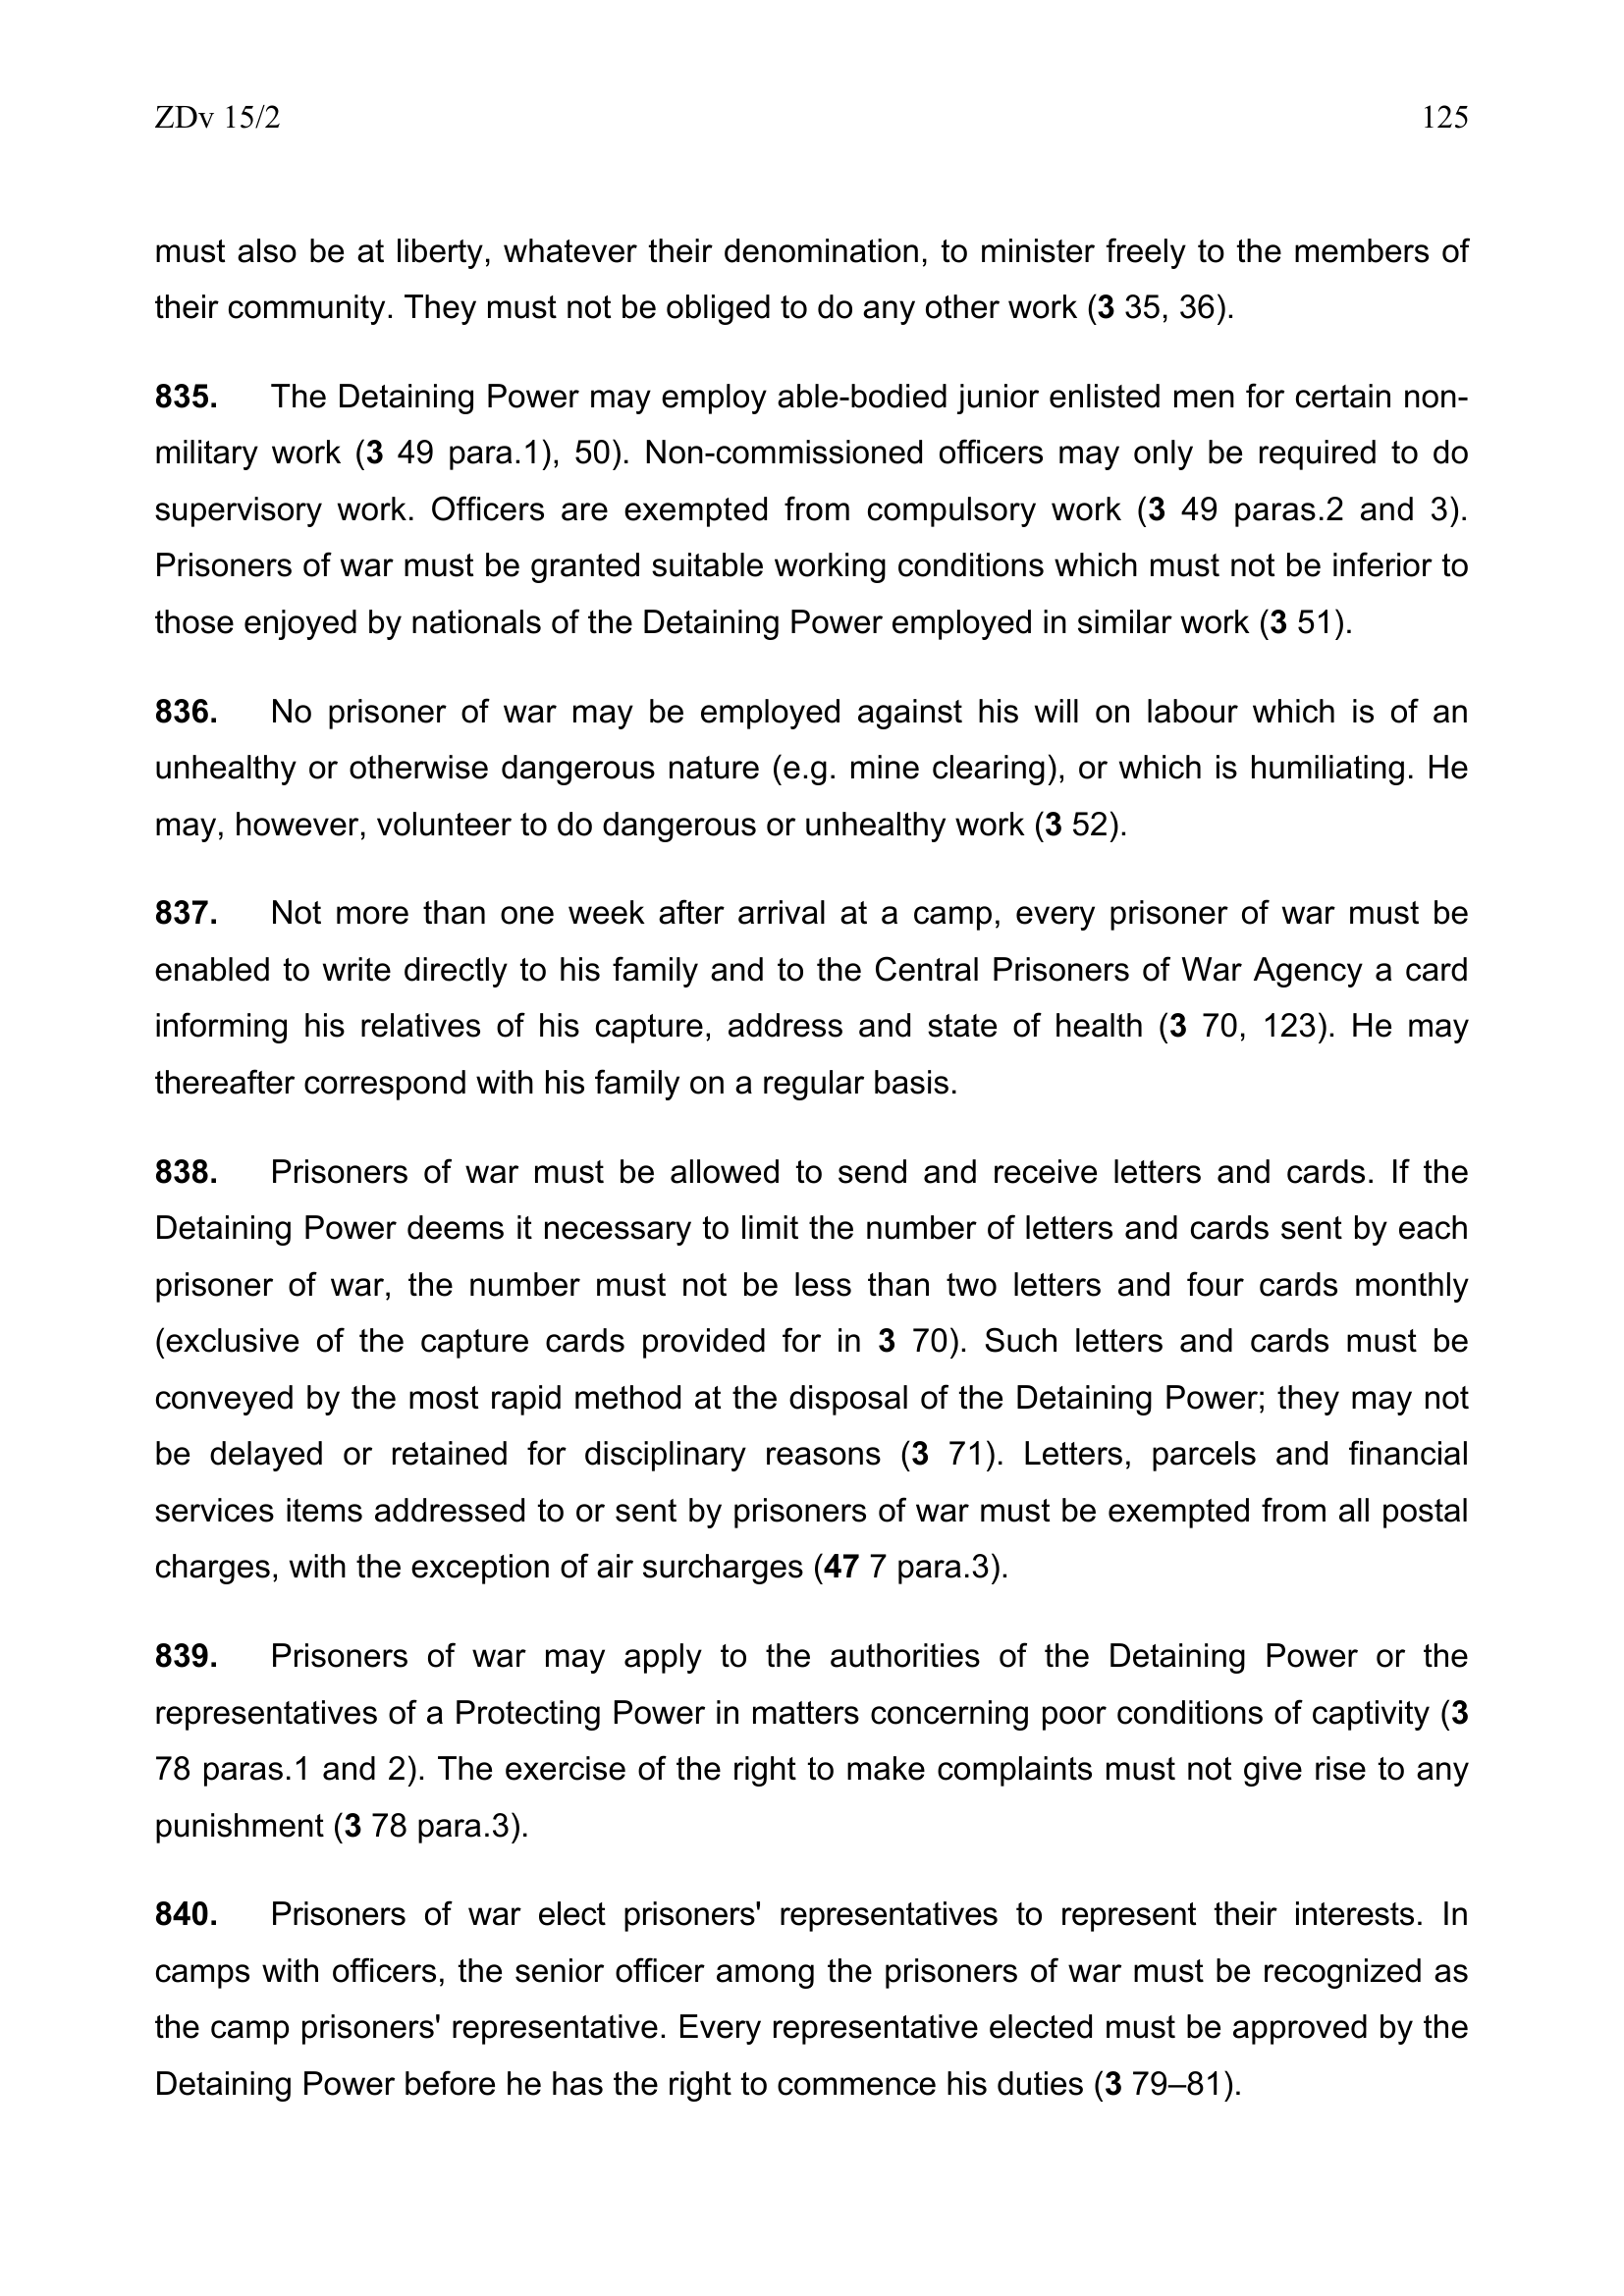 ZDv 15/2 125
must also be at liberty, whatever their denomination, to minister freely to the members of
their community. They must not be obliged to do any other work (3 35, 36).
835. The Detaining Power may employ able-bodied junior enlisted men for certain non-
military work (3 49 para.1), 50). Non-commissioned officers may only be required to do
supervisory work. Officers are exempted from compulsory work (3 49 paras.2 and 3).
Prisoners of war must be granted suitable working conditions which must not be inferior to
those enjoyed by nationals of the Detaining Power employed in similar work (3 51).
836. No prisoner of war may be employed against his will on labour which is of an
unhealthy or otherwise dangerous nature (e.g. mine clearing), or which is humiliating. He
may, however, volunteer to do dangerous or unhealthy work (3 52).
837. Not more than one week after arrival at a camp, every prisoner of war must be
enabled to write directly to his family and to the Central Prisoners of War Agency a card
informing his relatives of his capture, address and state of health (3 70, 123). He may
thereafter correspond with his family on a regular basis.
838. Prisoners of war must be allowed to send and receive letters and cards. If the
Detaining Power deems it necessary to limit the number of letters and cards sent by each
prisoner of war, the number must not be less than two letters and four cards monthly
(exclusive of the capture cards provided for in 3 70). Such letters and cards must be
conveyed by the most rapid method at the disposal of the Detaining Power; they may not
be delayed or retained for disciplinary reasons (3 71). Letters, parcels and financial
services items addressed to or sent by prisoners of war must be exempted from all postal
charges, with the exception of air surcharges (47 7 para.3).
839. Prisoners of war may apply to the authorities of the Detaining Power or the
representatives of a Protecting Power in matters concerning poor conditions of captivity (3
78 paras.1 and 2). The exercise of the right to make complaints must not give rise to any
punishment (3 78 para.3).
840. Prisoners of war elect prisoners' representatives to represent their interests. In
camps with officers, the senior officer among the prisoners of war must be recognized as
the camp prisoners' representative. Every representative elected must be approved by the
Detaining Power before he has the right to commence his duties (3 79–81).